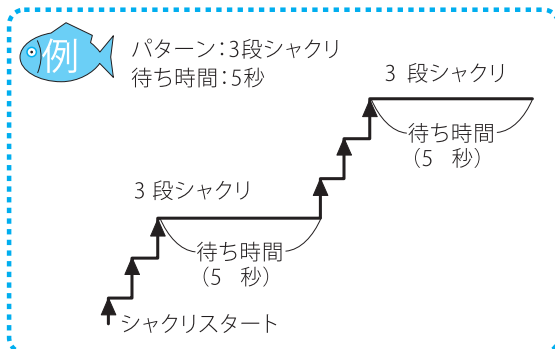 例
パターン：3段シャクリ
待ち時間：5秒
3 段シャクリ
待ち時間
（5 秒）
3 段シャクリ
待ち時間
（5 秒）
シャクリスタート